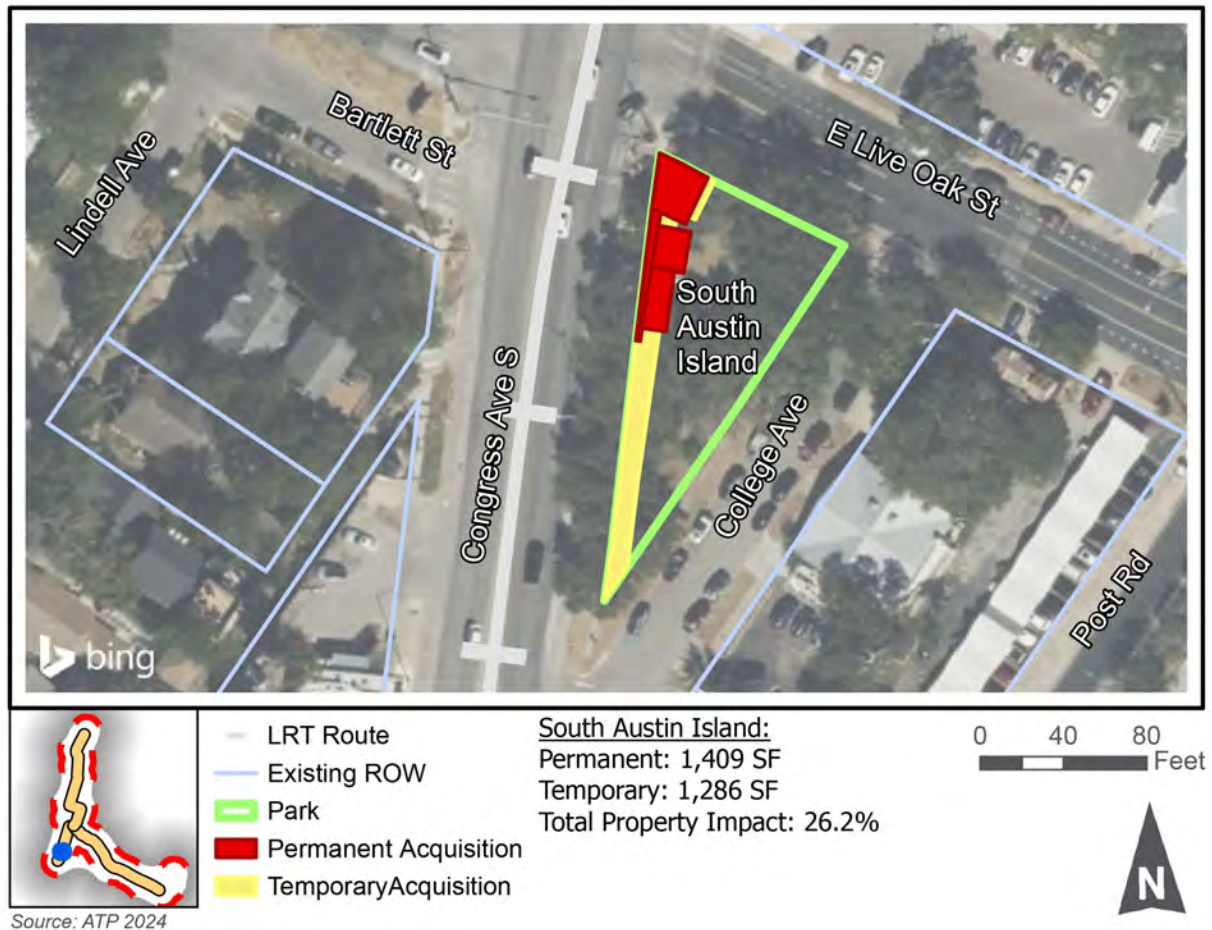 Bartlett St
Lindell Ave
E Live Oak St
South
Austin
Island
Congress Ave S
College Ave
Post Rd
bing
LRT Route
Existing ROW
Park
Permanent Acquisition
TemporaryAcquisition
South Austin Island:
Permanent: 1,409 SF
Temporary: 1,286 SF
Total Property Impact: 26.2%
0 40 80
Feet
N
Source: ATP 2024